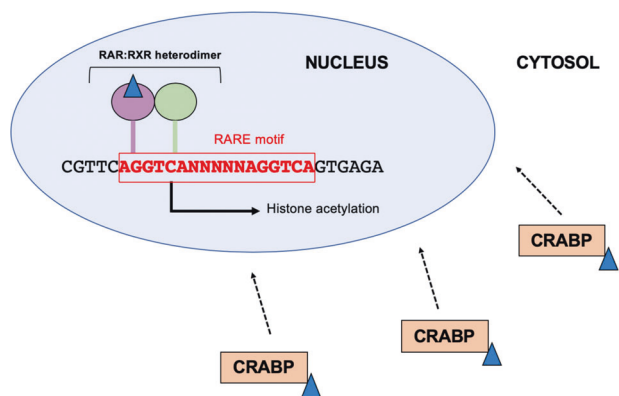 RAR:RXR heterodimer
NUCLEUS
CYTOSOL
RARE motif
CGTTCAGGTCANNNNNAGGTCAGTGAGA
Histone acetylation
CRABP
CRABP
CRABP